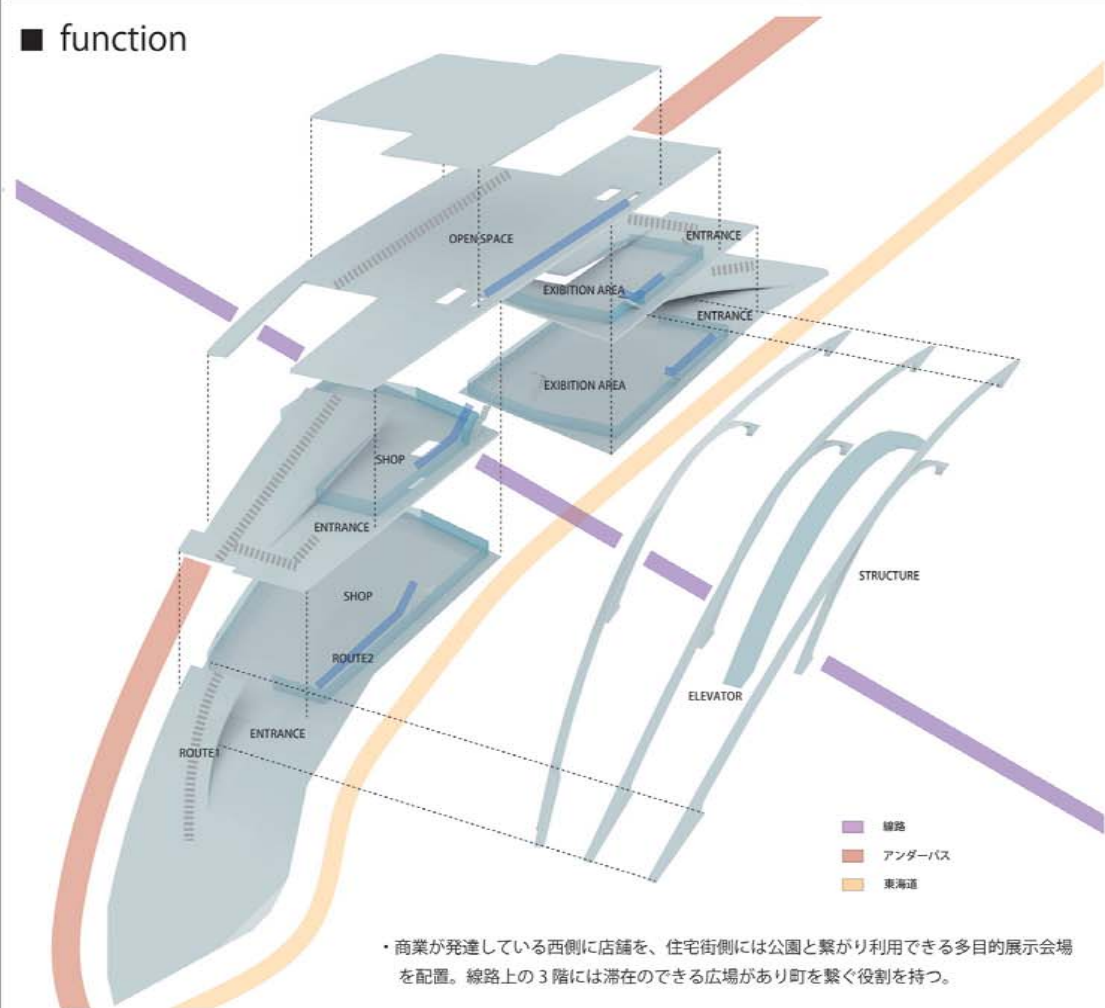 ■ function
OPEN SPACE
ENTRANCE
EXIBITION AREA
ENTRANCE
EXIBITION AREA
SHOP
ENTRANCE
STRUCTURE
SHOP
ROUTE2
ELEVATOR
ENTRANCE
ROUTE1
線路
アンダーパス
東海道
・商業が発達している西側に店舗を、住宅街側には公園と繋がり利用できる多目的展示会場
を配置。線路上の3階には滞在のできる広場があり町を繋ぐ役割を持つ。